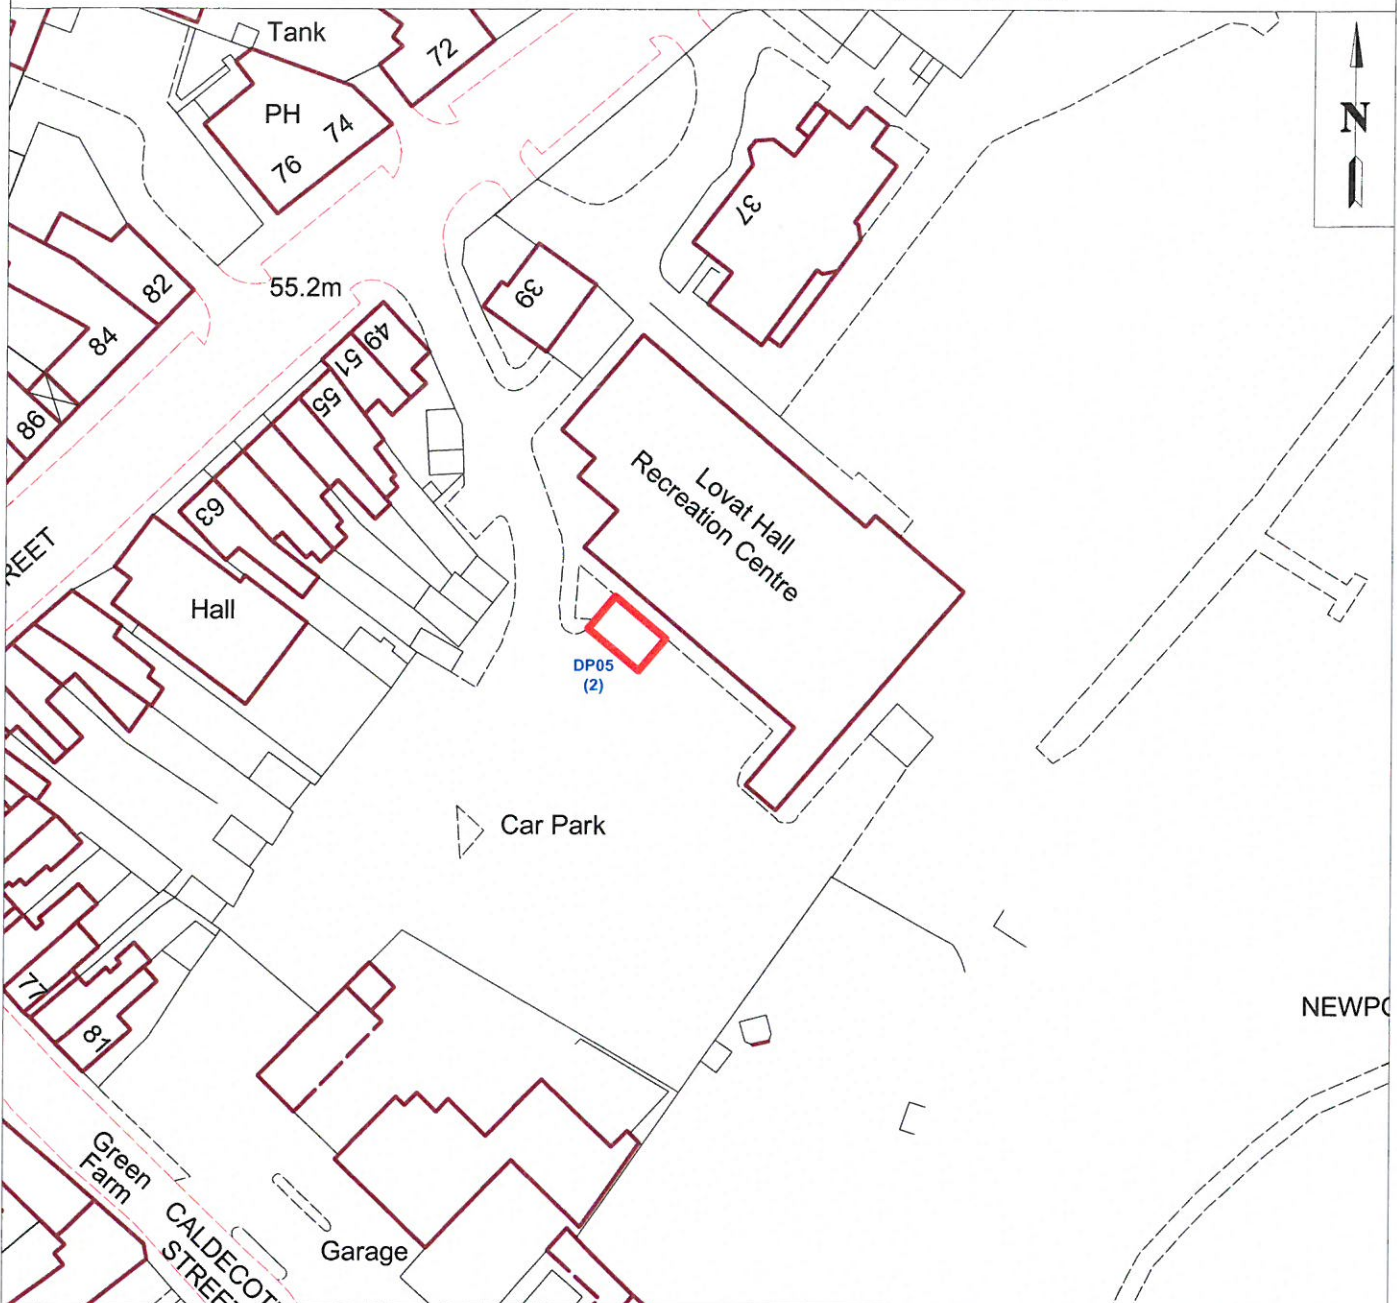 Tank
72
PH
74
76
N
37
82
55.2m
39
84
49
51
55
86
Lovat Hall
Recreation Centre
63
REET
Hall
DP05
(2)
Car Park
77
NEWPO
81
Green
Farm
CALDECOT
STREE
Garage